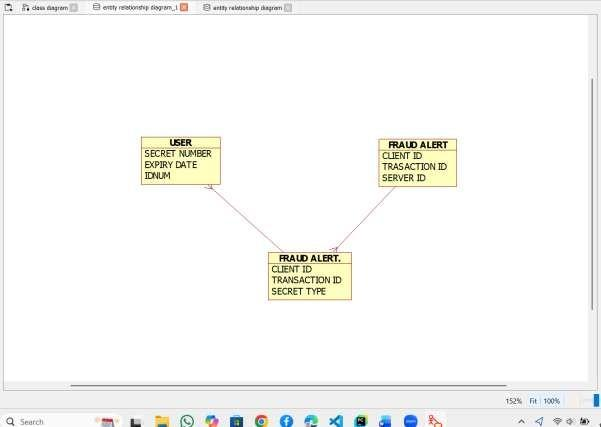 class diagram
entity relationship diagram_1
entity relationship diagram
USER
SECRET NUMBER
EXPIRY DATE
IDNUM
FRAUD ALERT
CLIENT ID
TRASACTION ID
SERVER ID
FRAUD ALERT.
CLIENT ID
TRANSACTION ID
SECRET TYPE
152% Fit 100%
Search